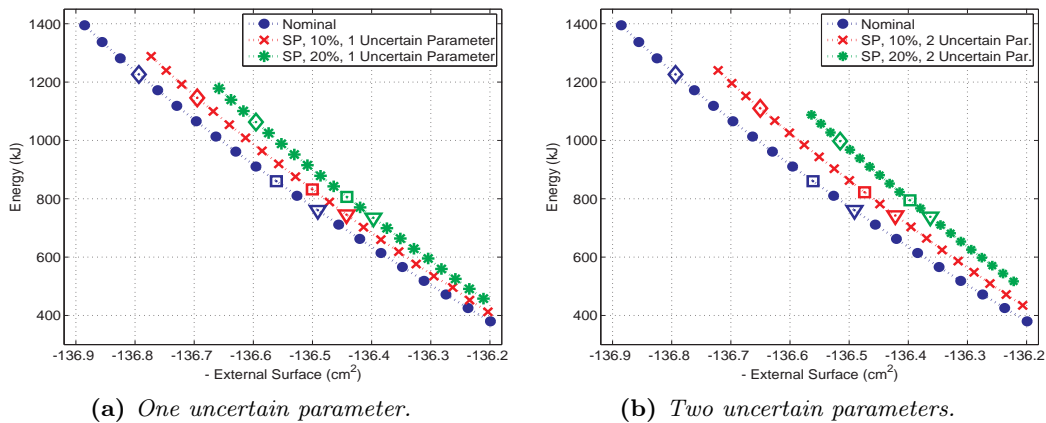 1400
1200
1000
800
600
400
Energy (kJ)
Nominal
SP, 10%, 1 Uncertain Parameter
SP, 20%, 1 Uncertain Parameter
-136.9 -136.8 -136.7 -136.6 -136.5 -136.4 -136.3 -136.2
- External Surface (cm2)
(a) One uncertain parameter.
1400
1200
1000
800
600
400
Energy (kJ)
Nominal
SP, 10%, 2 Uncertain Par.
SP, 20%, 2 Uncertain Par.
-136.9 -136.8 -136.7 -136.6 -136.5 -136.4 -136.3 -136.2
- External Surface (cm2)
(b) Two uncertain parameters.